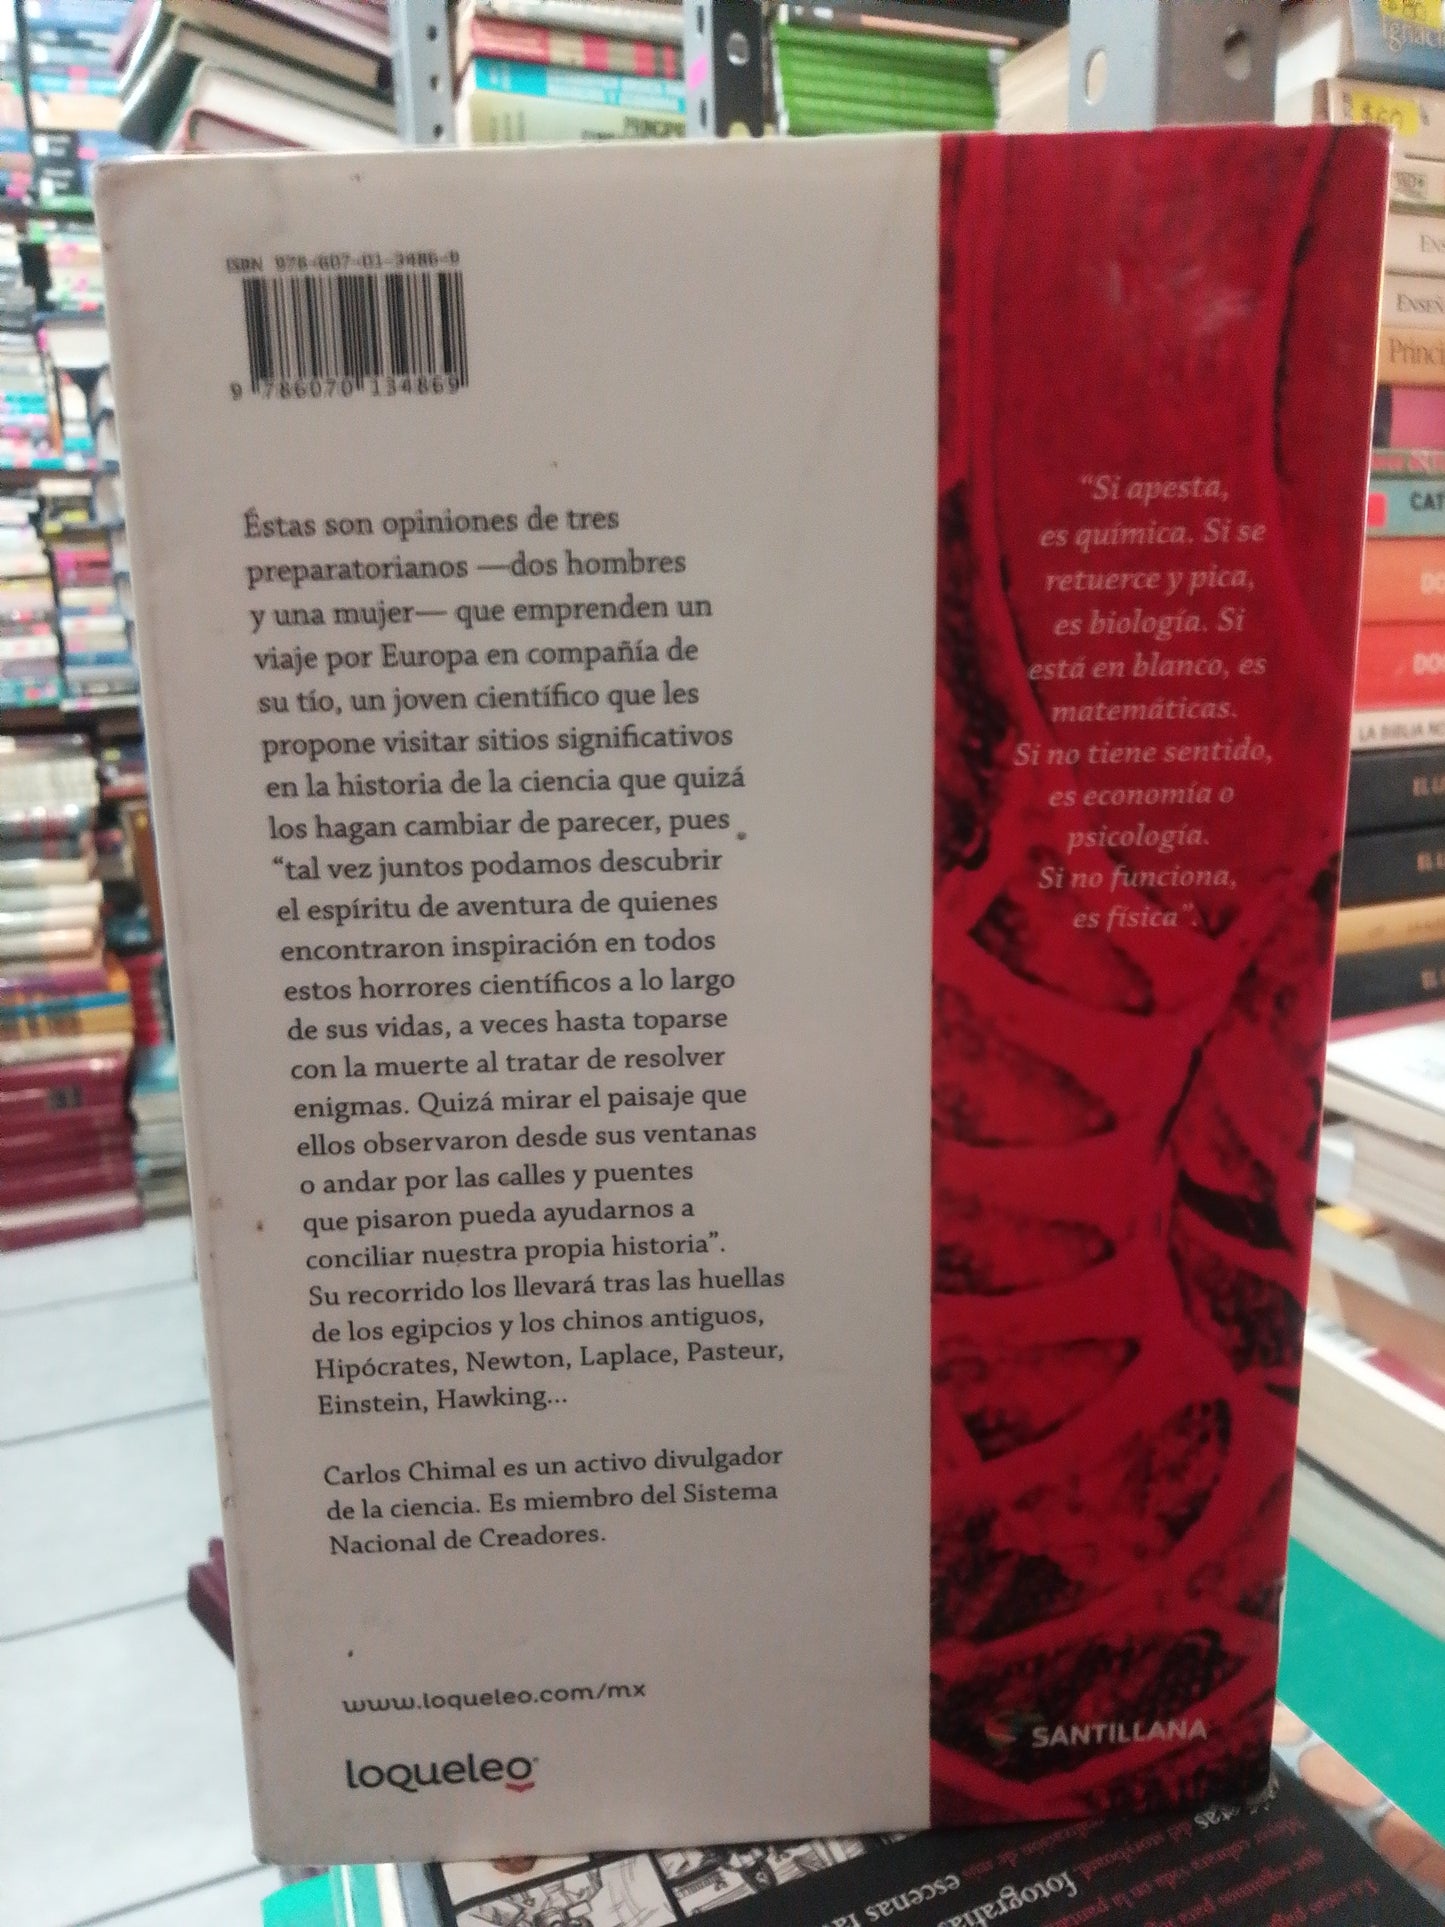 ISBN 978-607-01-3486-9
9 786070 134869
Éstas son opiniones de tres
preparatorianos —dos hombres
y una mujer— que emprenden un
viaje por Europa en compañía de
su tío, un joven científico que les
propone visitar sitios significativos
en la historia de la ciencia que quizá
los hagan cambiar de parecer, pues
“tal vez juntos podamos descubrir
el espíritu de aventura de quienes
encontraron inspiración en todos
estos horrores científicos a lo largo
de sus vidas, a veces hasta toparse
con la muerte al tratar de resolver
enigmas. Quizá mirar el paisaje que
ellos observaron desde sus ventanas
o andar por las calles y puentes
que pisaron pueda ayudarnos a
conciliar nuestra propia historia”.
Su recorrido los llevará tras las huellas
de los egipcios y los chinos antiguos,
Hipócrates, Newton, Laplace, Pasteur,
Einstein, Hawking...
Carlos Chimal es un activo divulgador
de la ciencia. Es miembro del Sistema
Nacional de Creadores.
www.loqueleo.com/mx
loqueleo
“Si apesta,
es química. Si se
retuerce y pica,
es biología. Si
está en blanco, es
matemáticas.
Si no tiene sentido,
es economía o
psicología.
Si no funciona,
es física”.
SANTILLANA
$60
CAT
LA BIBLIA
fotografías
escenas